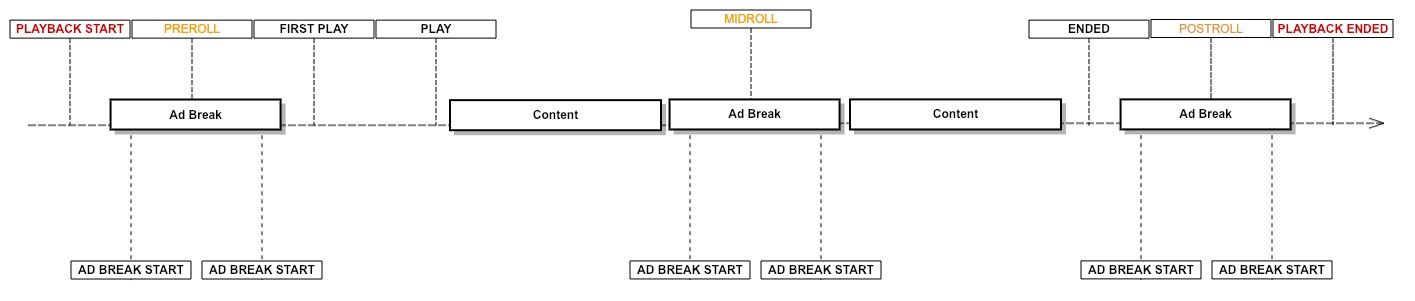 PLAYBACK START
PREROLL
FIRST PLAY
PLAY
MIDROLL
ENDED
POSTROLL
PLAYBACK ENDED
Ad Break
Content
Ad Break
Content
Ad Break
AD BREAK START
AD BREAK START
AD BREAK START
AD BREAK START
AD BREAK START
AD BREAK START